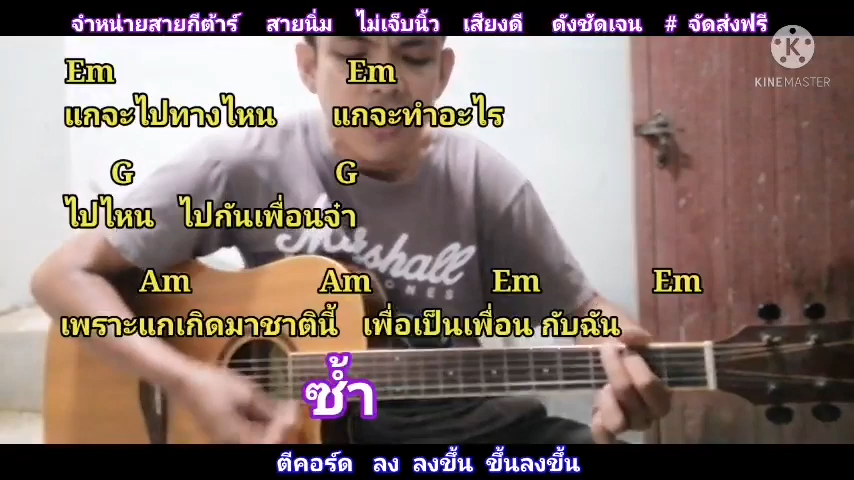 จำหน่ายสายกีต้าร์ สายนิ่ม ไม่เจ็บนิ้ว เสียงดี ดังชัดเจน # จัดส่งฟรี
KINEMASTER
Em Em
แกจะไปทางไหน แกจะทำอะไร
G G
ไปไหน ไปกันเพื่อนจ๋า
Marshall
Am Am Em Em
เพราะแกเกิดมาชาตินี้ เพื่อเป็นเพื่อน กับฉัน
ซ้ำ
ตีคอร์ด ลง ลงขึ้น ขึ้นลงขึ้น